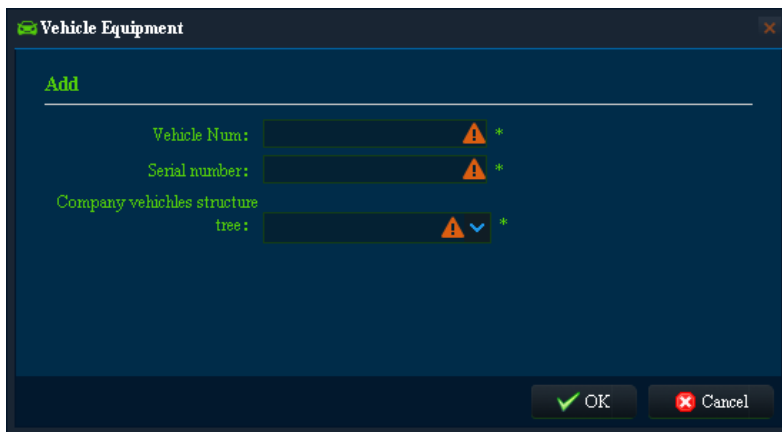 Vehicle Equipment
Add
Vehicle Num: *
Serial number: *
Company vehichles structure
tree: *
OK Cancel